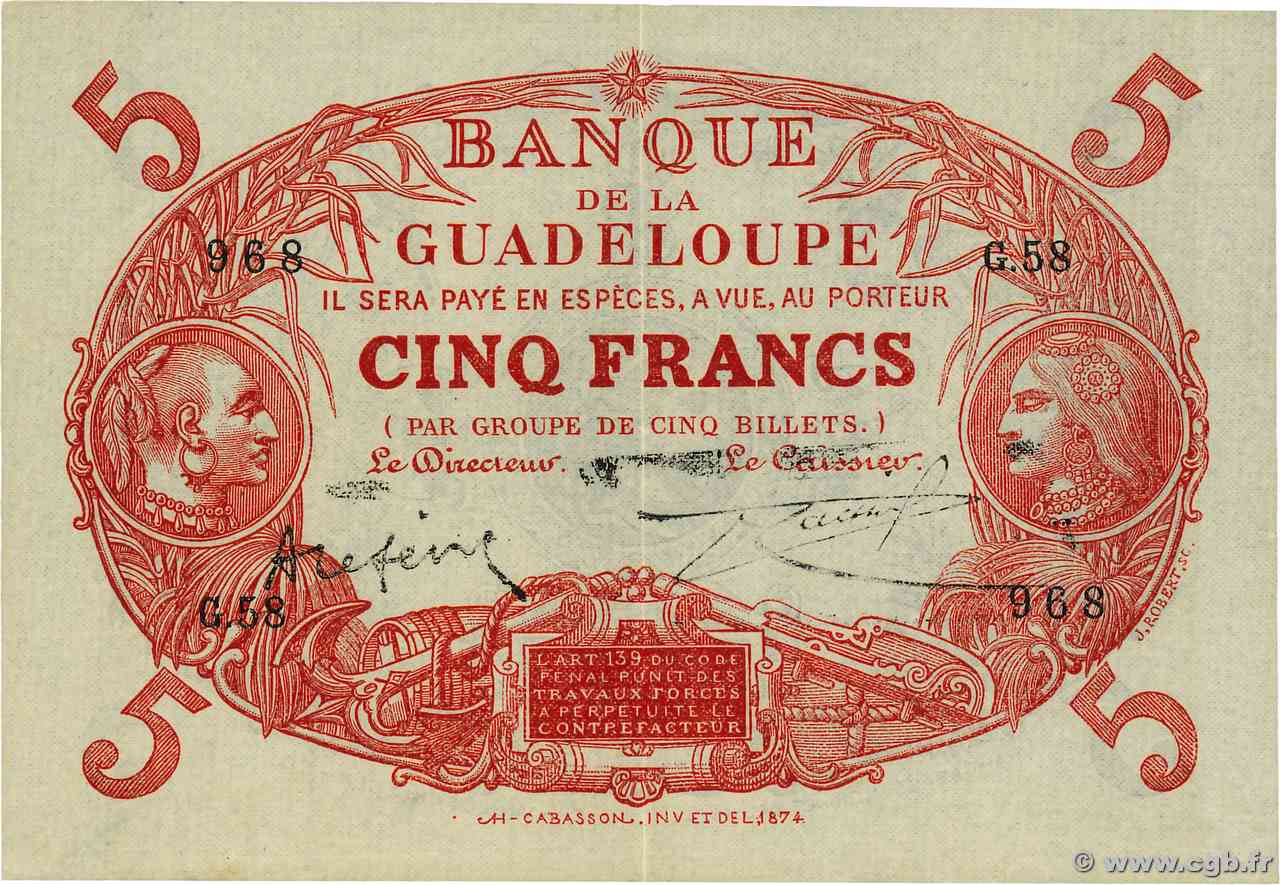 5 5
BANQUE
DE LA
GUADELOUPE
968 G.58
IL SERA PAYÉ EN ESPÈCES, A VUE, AU PORTEUR
CINQ FRANCS
( PAR GROUPE DE CINQ BILLETS. )
Le Directeur. Le Caissier.
G.58 968
J. ROBERT, SC.
L'ART. 139 DU CODE
PENAL PUNIT DES
TRAVAUX FORCES
A PERPETUITE LE
CONTREFACTEUR
5 5
H-CABASSON. INV ET DEL, 1874
© www.cgb.fr